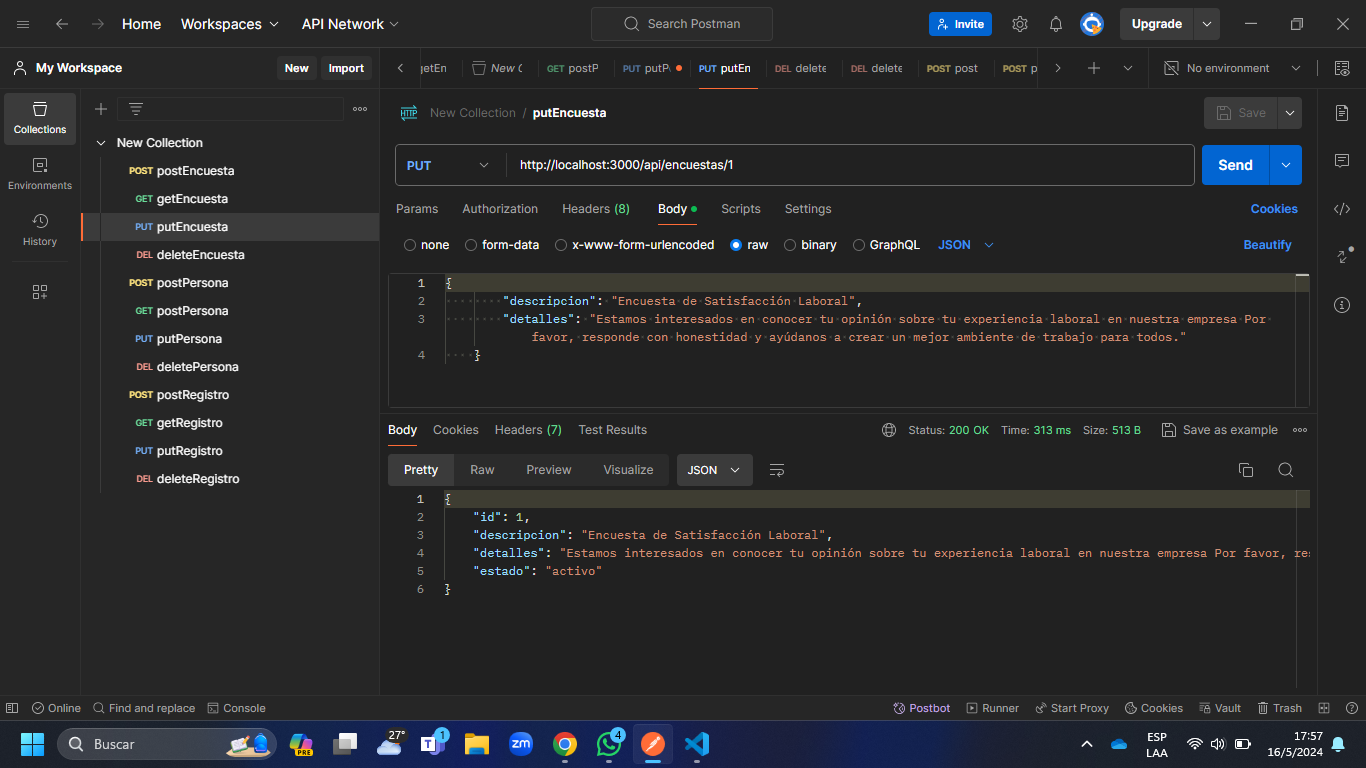 Home Workspaces API Network Search Postman Invite Upgrade
My Workspace New Import getEn New C GET postP PUT putP PUT putEn DEL delete DEL delete POST post POST p No environment
Collections
Environments
History
New Collection
POST postEncuesta
GET getEncuesta
PUT putEncuesta
DEL deleteEncuesta
POST postPersona
GET postPersona
PUT putPersona
DEL deletePersona
POST postRegistro
GET getRegistro
PUT putRegistro
DEL deleteRegistro
HTTP New Collection / putEncuesta Save
PUT http://localhost:3000/api/encuestas/1 Send
Params Authorization Headers (8) Body Scripts Settings Cookies
none form-data x-www-form-urlencoded raw binary GraphQL JSON Beautify
1 {
2 "descripcion": "Encuesta de Satisfacción Laboral",
3 "detalles": "Estamos interesados en conocer tu opinión sobre tu experiencia laboral en nuestra empresa Por
favor, responde con honestidad y ayúdanos a crear un mejor ambiente de trabajo para todos."
4 }
Body Cookies Headers (7) Test Results Status: 200 OK Time: 313 ms Size: 513 B Save as example
Pretty Raw Preview Visualize JSON
1 {
2 "id": 1,
3 "descripcion": "Encuesta de Satisfacción Laboral",
4 "detalles": "Estamos interesados en conocer tu opinión sobre tu experiencia laboral en nuestra empresa Por favor, res
5 "estado": "activo"
6 }
Online Find and replace Console Postbot Runner Start Proxy Cookies Vault Trash
Buscar PRE 27° 1 zm 4 ESP 17:57
LAA 16/5/2024